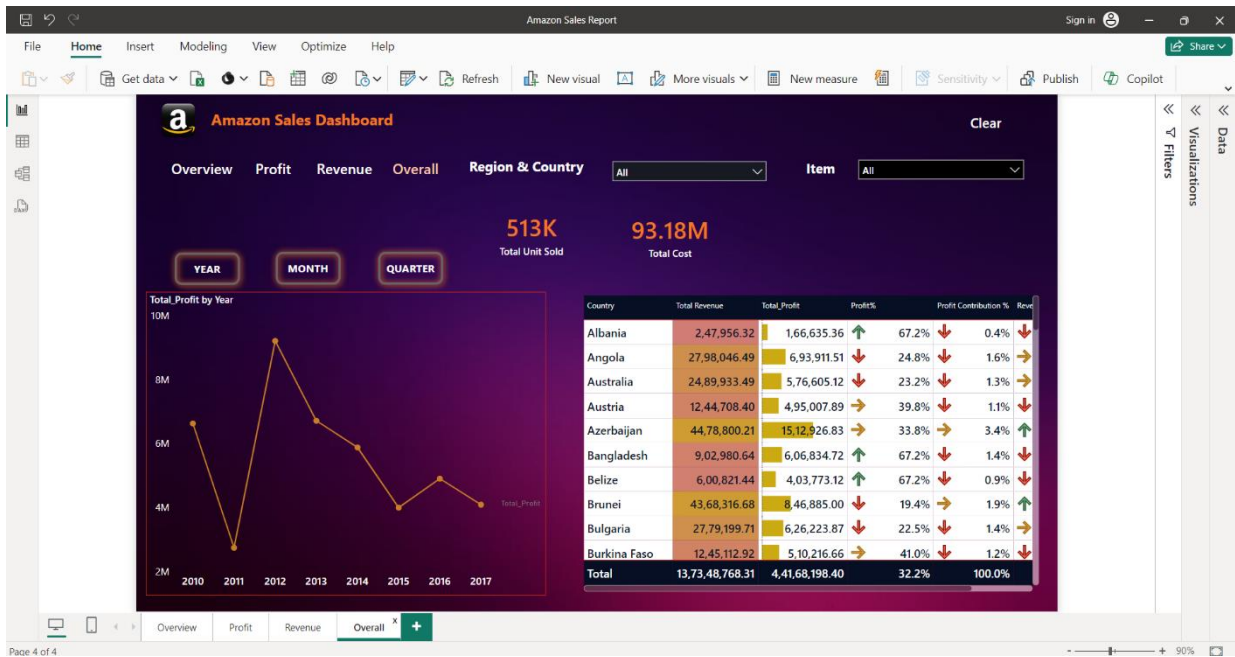 Amazon Sales Report
Sign in
File Home Insert Modeling View Optimize Help
Share
Get data Refresh New visual More visuals New measure Sensitivity Publish Copilot
a Amazon Sales Dashboard
Clear
Overview Profit Revenue Overall Region & Country All Item All
513K 93.18M
Total Unit Sold Total Cost
YEAR MONTH QUARTER
Total_Profit by Year
10M
8M
6M
4M
2M
Total_Profit
2010 2011 2012 2013 2014 2015 2016 2017
Country Total Revenue Total_Profit Profit% Profit Contribution % Reve
Albania 2,47,956.32 1,66,635.36 67.2% 0.4%
Angola 27,98,046.49 6,93,911.51 24.8% 1.6%
Australia 24,89,933.49 5,76,605.12 23.2% 1.3%
Austria 12,44,708.40 4,95,007.89 39.8% 1.1%
Azerbaijan 44,78,800.21 15,12,926.83 33.8% 3.4%
Bangladesh 9,02,980.64 6,06,834.72 67.2% 1.4%
Belize 6,00,821.44 4,03,773.12 67.2% 0.9%
Brunei 43,68,316.68 8,46,885.00 19.4% 1.9%
Bulgaria 27,79,199.71 6,26,223.87 22.5% 1.4%
Burkina Faso 12,45,112.92 5,10,216.66 41.0% 1.2%
Total 13,73,48,768.31 4,41,68,198.40 32.2% 100.0%
Filters
Visualizations
Data
Overview Profit Revenue Overall x +
Page 4 of 4
- + 90%